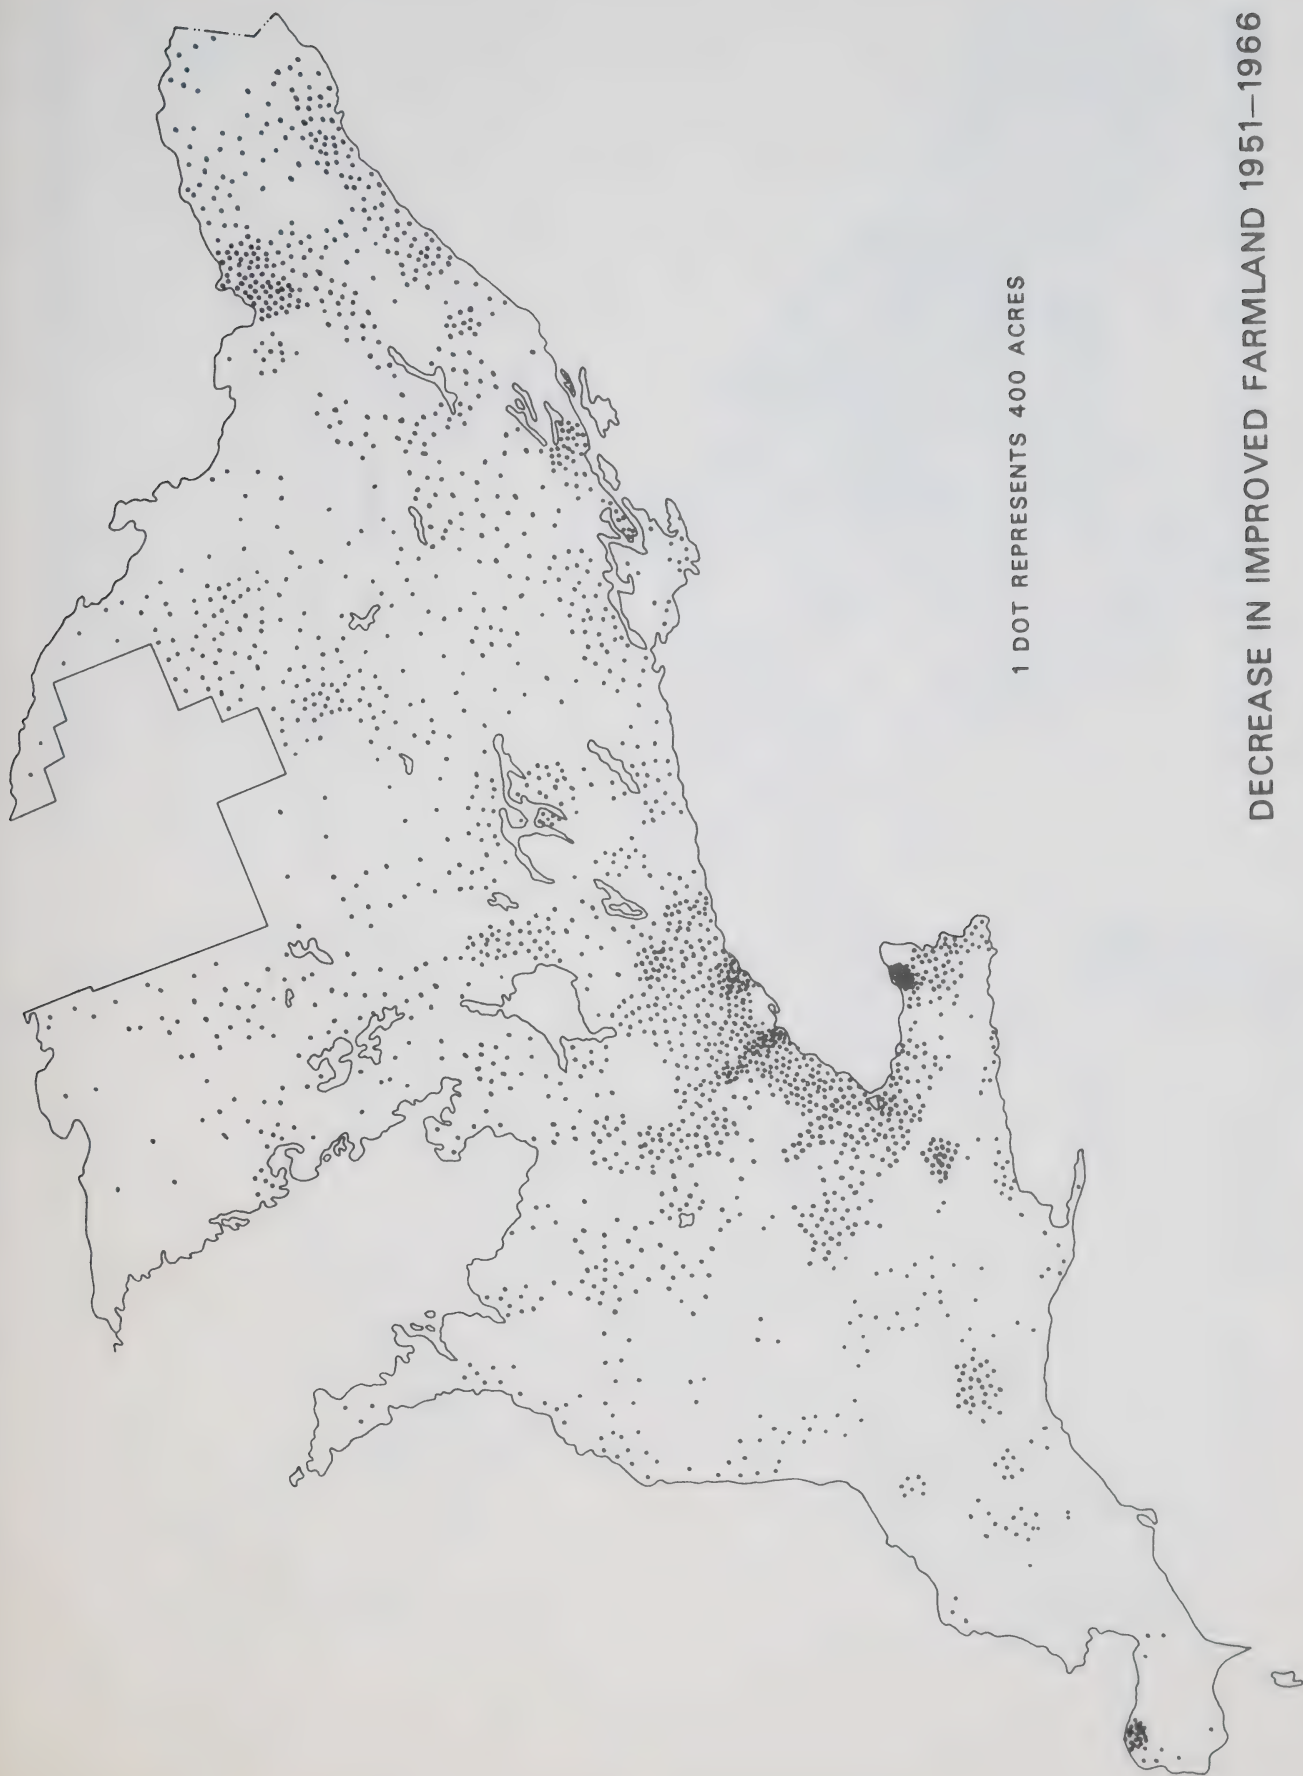 1 DOT REPRESENTS 400 ACRES
DECREASE IN IMPROVED FARMLAND 1951—1966